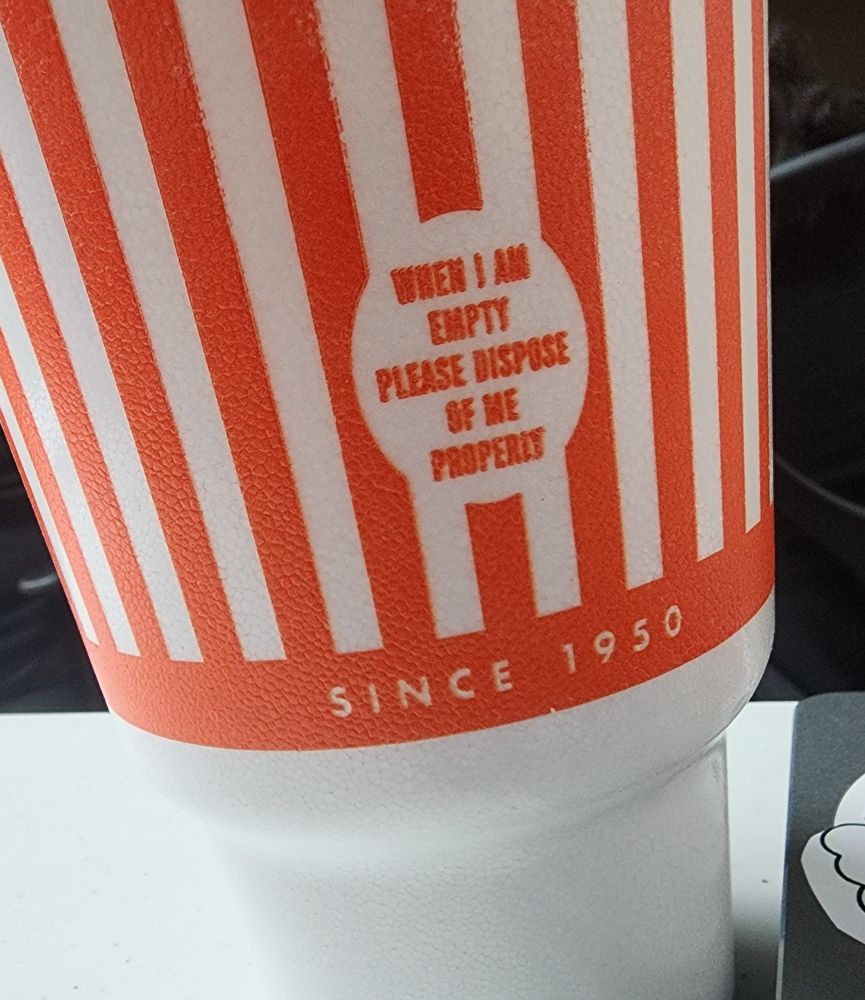 WHEN I AM
EMPTY
PLEASE DISPOSE
OF ME
PROPERLY
SINCE 1950